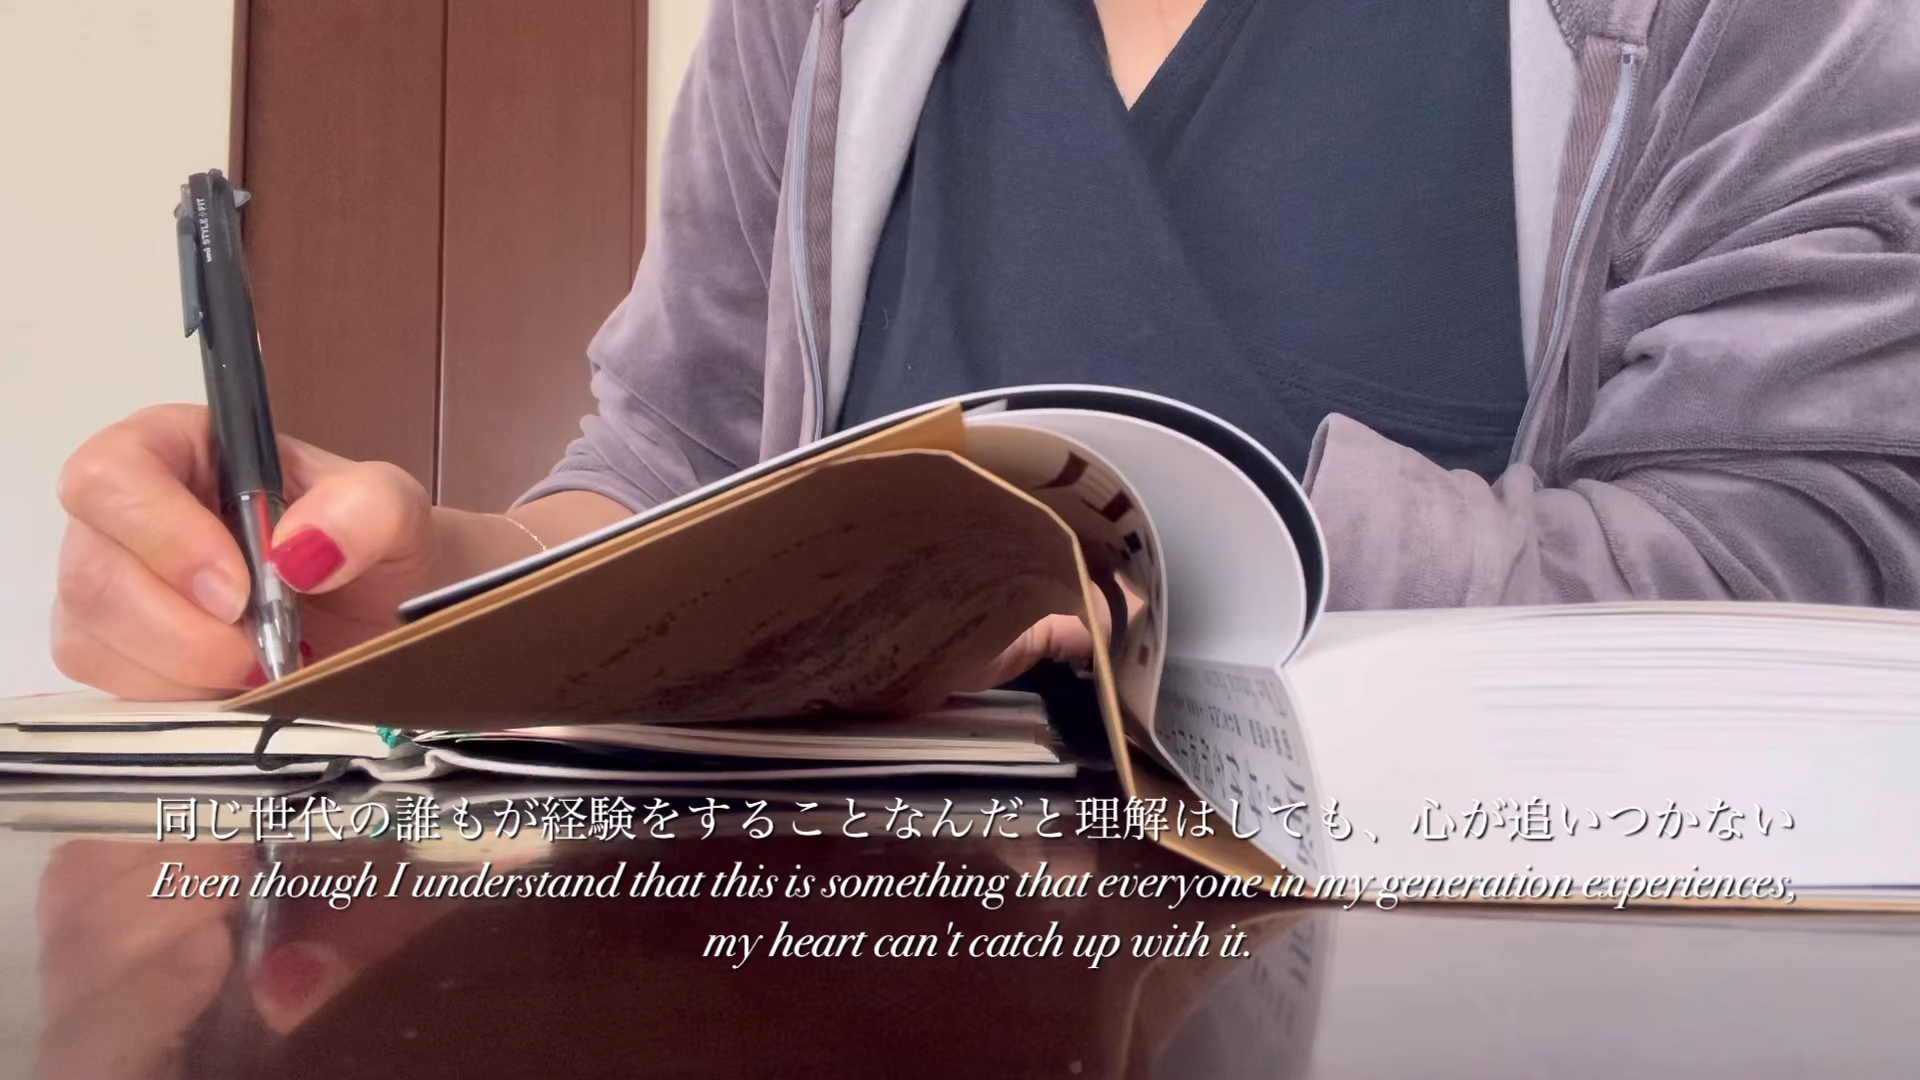 uni STYLE FIT
同じ世代の誰もが経験をすることなんだと理解はしても、心が追いつかない
Even though I understand that this is something that everyone in my generation experiences,
my heart can't catch up with it.